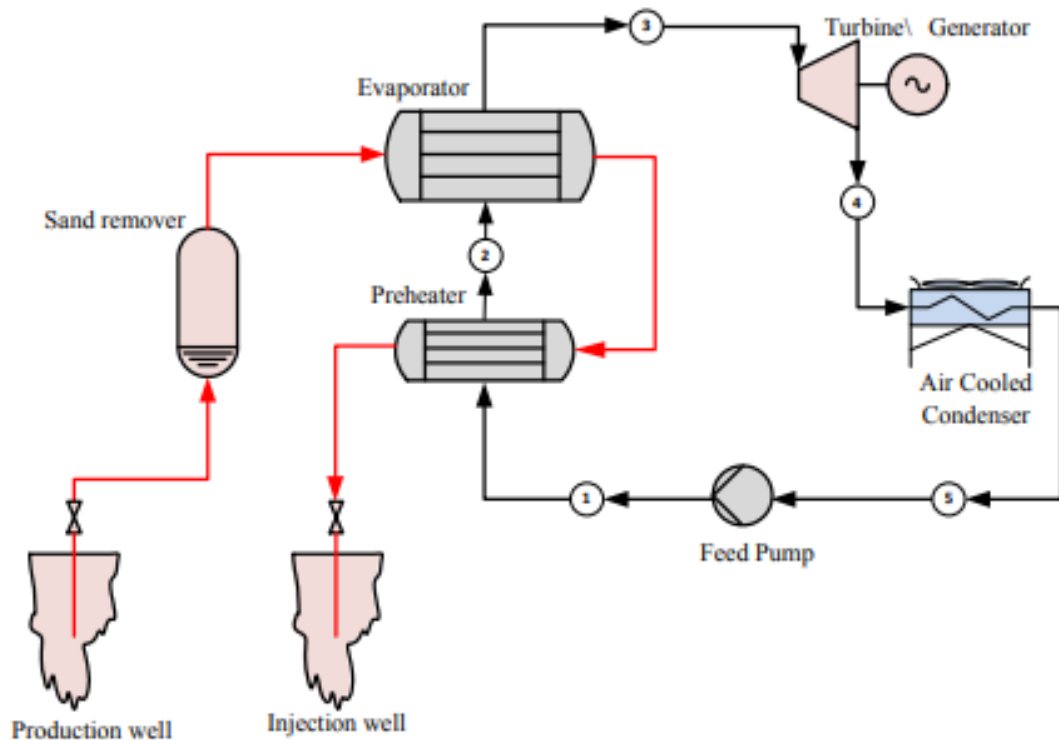 3
Turbine\ Generator
Evaporator
Sand remover
4
2
Preheater
Air Cooled
Condenser
1
5
Feed Pump
Production well
Injection well